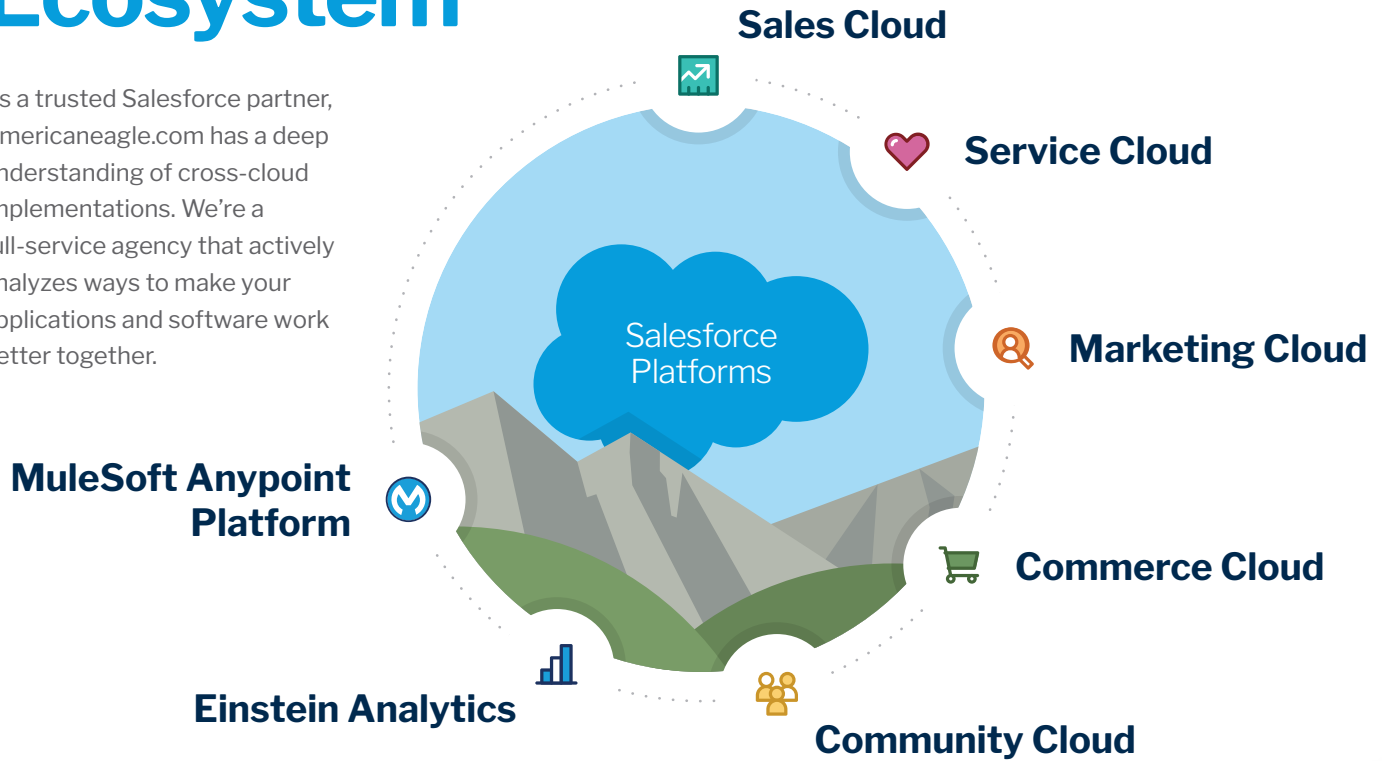 Ecosystem
s a trusted Salesforce partner,
mericaneagle.com has a deep
nderstanding of cross-cloud
mplementations. We’re a
ull-service agency that actively
nalyzes ways to make your
pplications and software work
etter together.
Sales Cloud
Service Cloud
Marketing Cloud
Commerce Cloud
Community Cloud
Einstein Analytics
MuleSoft Anypoint
Platform
Salesforce
Platforms